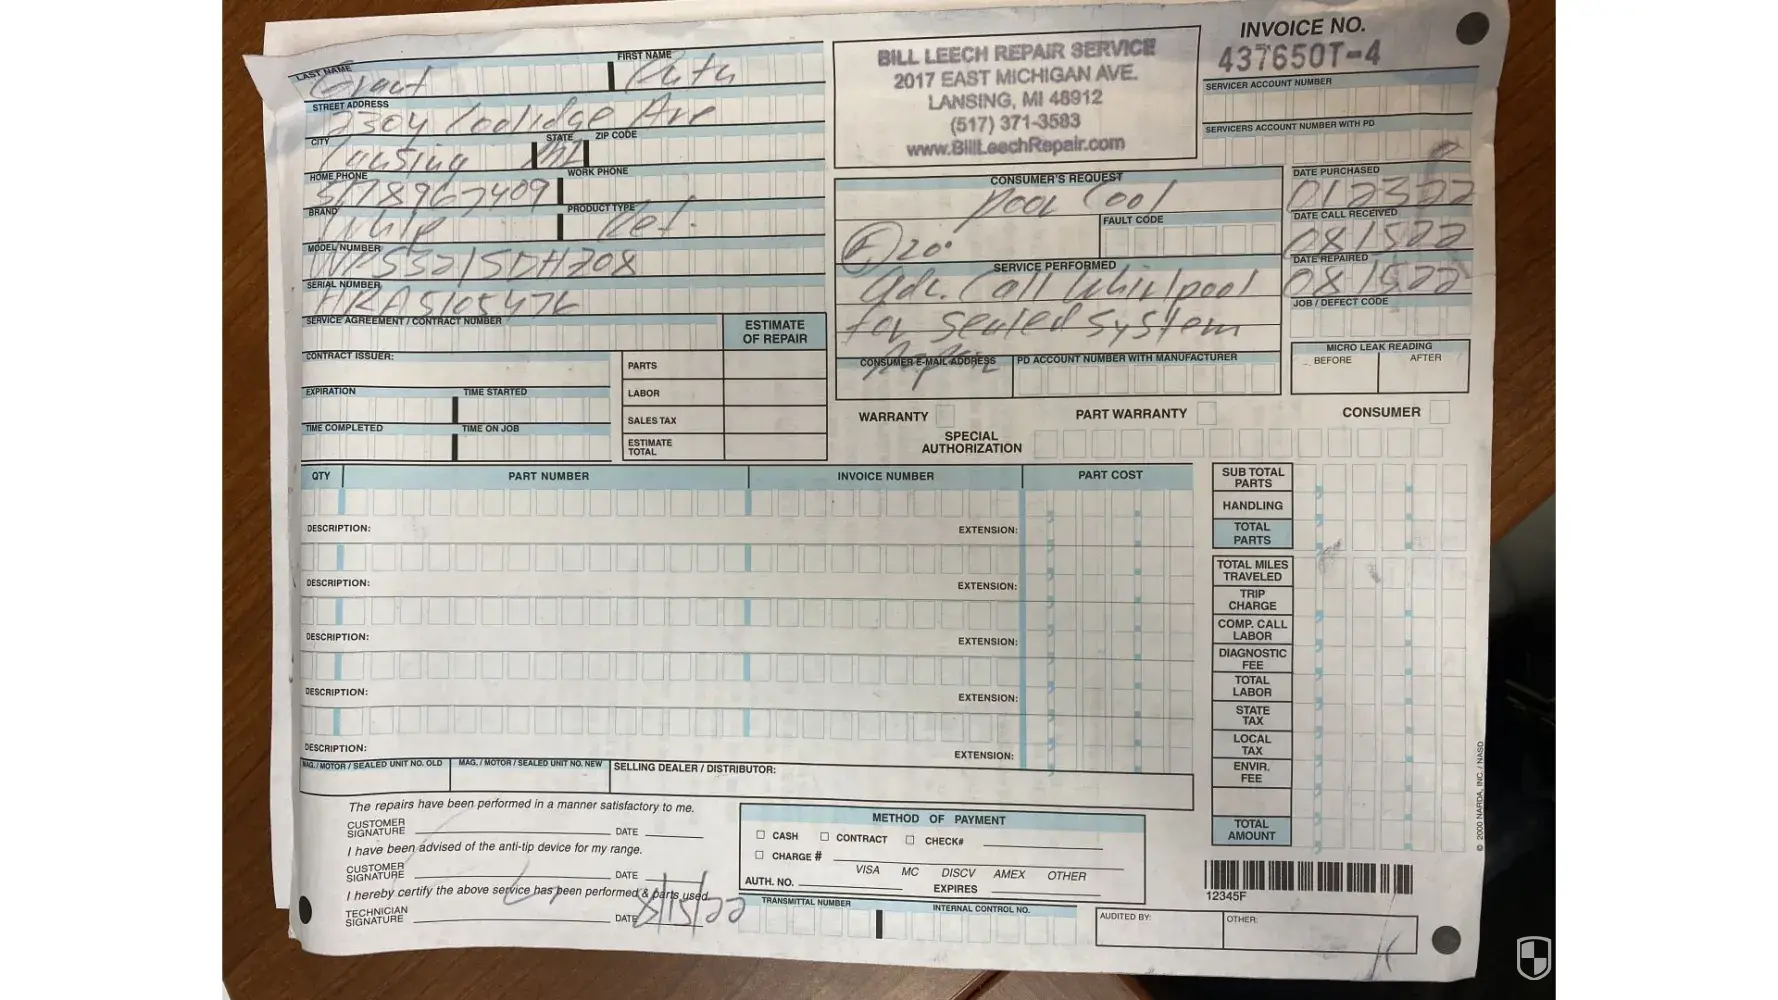 INVOICE NO.
437650T-4
BILL LEECH REPAIR SERVICE
2017 EAST MICHIGAN AVE.
LANSING, MI 48912
(517) 371-3583
www.BillLeechRepair.com
LAST NAME FIRST NAME
Grant
STREET ADDRESS
2304 Coolidge Ave
CITY STATE ZIP CODE
Lansing MI
HOME PHONE WORK PHONE
5178967409
BRAND PRODUCT TYPE
Whlp Ref.
MODEL NUMBER
SERIAL NUMBER
HRA5105476
SERVICE AGREEMENT / CONTRACT NUMBER
CONTRACT ISSUER:
EXPIRATION TIME STARTED
TIME COMPLETED TIME ON JOB
ESTIMATE
OF REPAIR
PARTS
LABOR
SALES TAX
ESTIMATE
TOTAL
CONSUMER'S REQUEST
poor Cool
FAULT CODE
(F) 20°
SERVICE PERFORMED
adv. Call Whirlpool
for sealed system
repair
CONSUMER E-MAIL ADDRESS PD ACCOUNT NUMBER WITH MANUFACTURER
SERVICER ACCOUNT NUMBER
SERVICERS ACCOUNT NUMBER WITH PD
DATE PURCHASED
012322
DATE CALL RECEIVED
081522
DATE REPAIRED
081522
JOB / DEFECT CODE
MICRO LEAK READING
BEFORE AFTER
WARRANTY PART WARRANTY CONSUMER
SPECIAL
AUTHORIZATION
QTY PART NUMBER INVOICE NUMBER PART COST
DESCRIPTION: EXTENSION:
DESCRIPTION: EXTENSION:
DESCRIPTION: EXTENSION:
DESCRIPTION: EXTENSION:
DESCRIPTION: EXTENSION:
SUB TOTAL
PARTS
HANDLING
TOTAL
PARTS
TOTAL MILES
TRAVELED
TRIP
CHARGE
COMP. CALL
LABOR
DIAGNOSTIC
FEE
TOTAL
LABOR
STATE
TAX
LOCAL
TAX
ENVIR.
FEE
TOTAL
AMOUNT
MAG. / MOTOR / SEALED UNIT NO. OLD MAG. / MOTOR / SEALED UNIT NO. NEW SELLING DEALER / DISTRIBUTOR:
The repairs have been performed in a manner satisfactory to me.
CUSTOMER
SIGNATURE DATE
I have been advised of the anti-tip device for my range.
CUSTOMER
SIGNATURE DATE
I hereby certify the above service has been performed & parts used.
TECHNICIAN
SIGNATURE DATE 8/15/22
METHOD OF PAYMENT
CASH CONTRACT CHECK#
CHARGE #
VISA MC DISCV AMEX OTHER
AUTH. NO. EXPIRES
TRANSMITTAL NUMBER INTERNAL CONTROL NO.
12345F
AUDITED BY: OTHER:
© 2000 NARDA, INC. / NASD